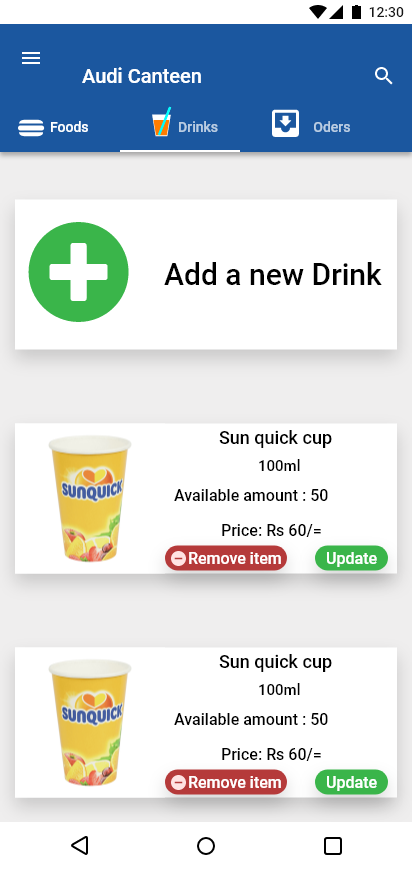 12:30
Audi Canteen
Foods
Drinks
Oders
Add a new Drink
SUNQUICK
Sun quick cup
100ml
Available amount : 50
Price: Rs 60/=
Remove item
Update
SUNQUICK
Sun quick cup
100ml
Available amount : 50
Price: Rs 60/=
Remove item
Update